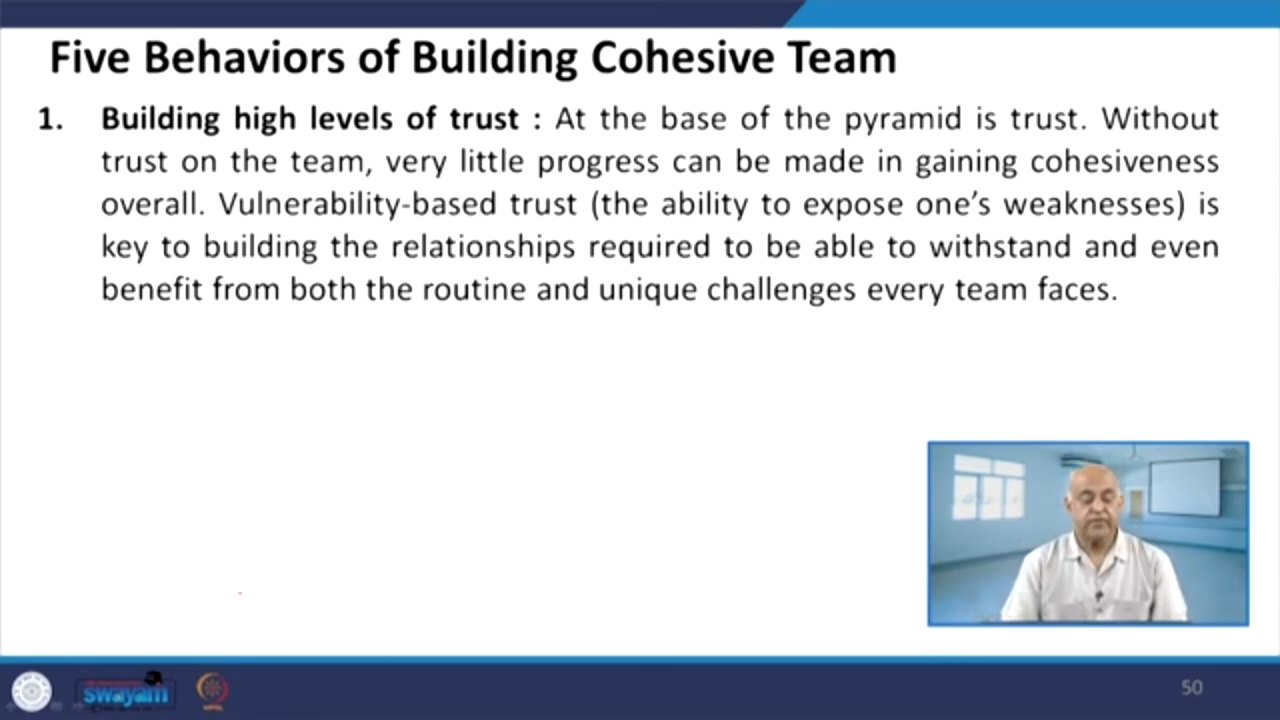 Five Behaviors of Building Cohesive Team
1. Building high levels of trust : At the base of the pyramid is trust. Without
trust on the team, very little progress can be made in gaining cohesiveness
overall. Vulnerability-based trust (the ability to expose one's weaknesses) is
key to building the relationships required to be able to withstand and even
benefit from both the routine and unique challenges every team faces.
swayam
50